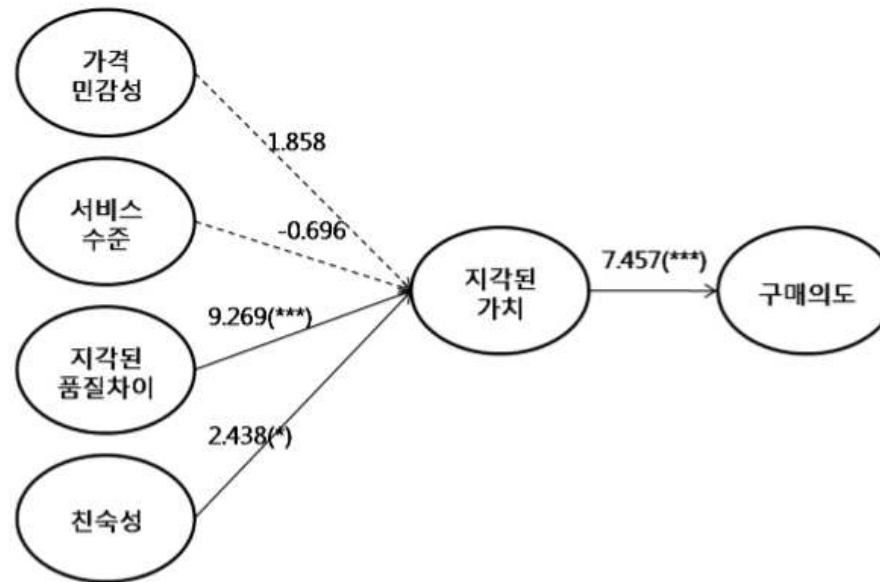 가격
민감성
1.858
서비스
수준
-0.696
지각된
가치
7.457(***)
구매의도
9.269(***)
지각된
품질차이
2.438(*)
친숙성